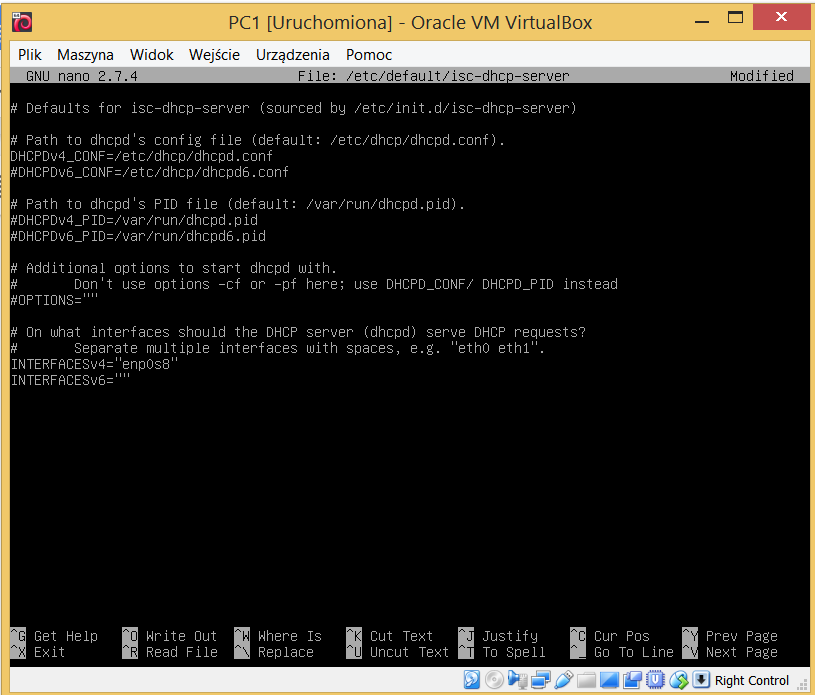 PC1 [Uruchomiona] - Oracle VM VirtualBox
Plik Maszyna Widok Wejście Urządzenia Pomoc
GNU nano 2.7.4 File: /etc/default/isc-dhcp-server Modified
# Defaults for isc-dhcp-server (sourced by /etc/init.d/isc-dhcp-server)
# Path to dhcpd's config file (default: /etc/dhcp/dhcpd.conf).
DHCPDv4_CONF=/etc/dhcp/dhcpd.conf
#DHCPDv6_CONF=/etc/dhcp/dhcpd6.conf
# Path to dhcpd's PID file (default: /var/run/dhcpd.pid).
#DHCPDv4_PID=/var/run/dhcpd.pid
#DHCPDv6_PID=/var/run/dhcpd6.pid
# Additional options to start dhcpd with.
#       Don't use options -cf or -pf here; use DHCPD_CONF/ DHCPD_PID instead
#OPTIONS=""
# On what interfaces should the DHCP server (dhcpd) serve DHCP requests?
#       Separate multiple interfaces with spaces, e.g. "eth0 eth1".
INTERFACESv4="enp0s8"
INTERFACESv6=""
^G Get Help ^O Write Out ^W Where Is ^K Cut Text ^J Justify ^C Cur Pos ^Y Prev Page
^X Exit ^R Read File ^\ Replace ^U Uncut Text ^T To Spell ^_ Go To Line ^V Next Page
Right Control